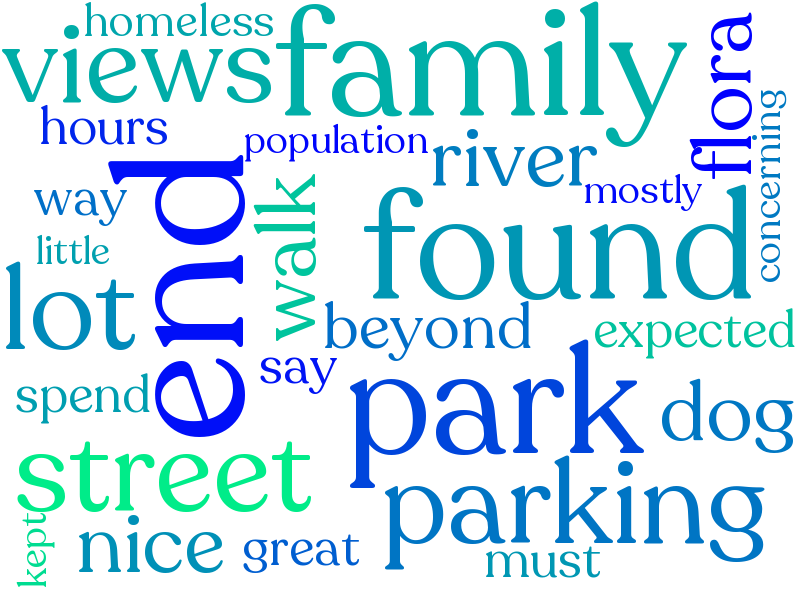 homeless
views
family
flora
hours
population
river
concerning
way
mostly
walk
end
found
little
lot
beyond
expected
say
spend
park
dog
street
parking
kept
nice
great
must